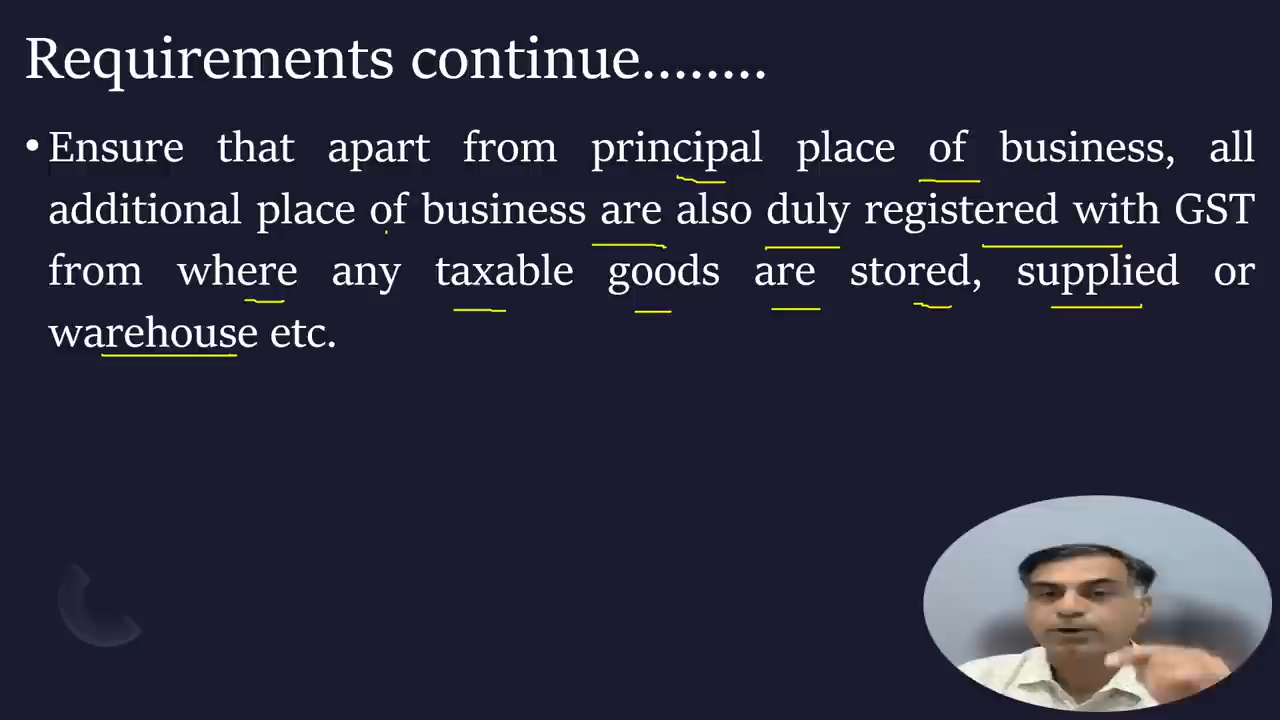 Requirements continue........
• Ensure that apart from principal place of business, all
additional place of business are also duly registered with GST
from where any taxable goods are stored, supplied or
warehouse etc.